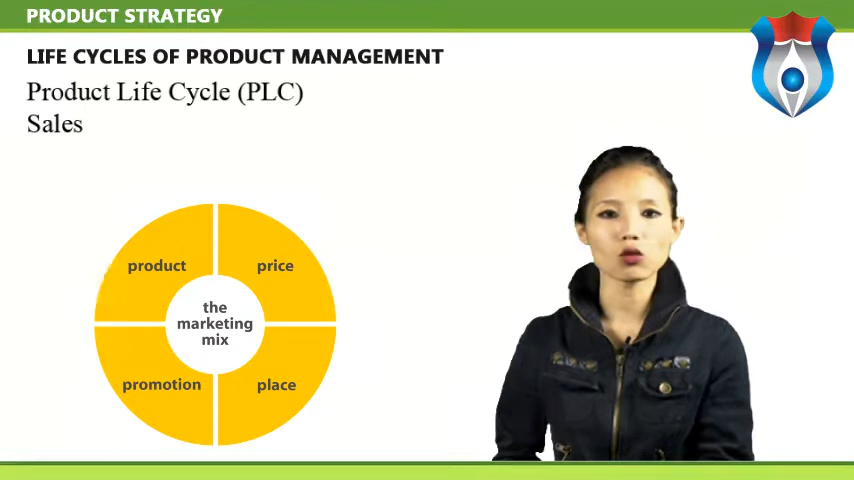 PRODUCT STRATEGY
LIFE CYCLES OF PRODUCT MANAGEMENT
Product Life Cycle (PLC)
Sales
product
price
the
marketing
mix
promotion
place